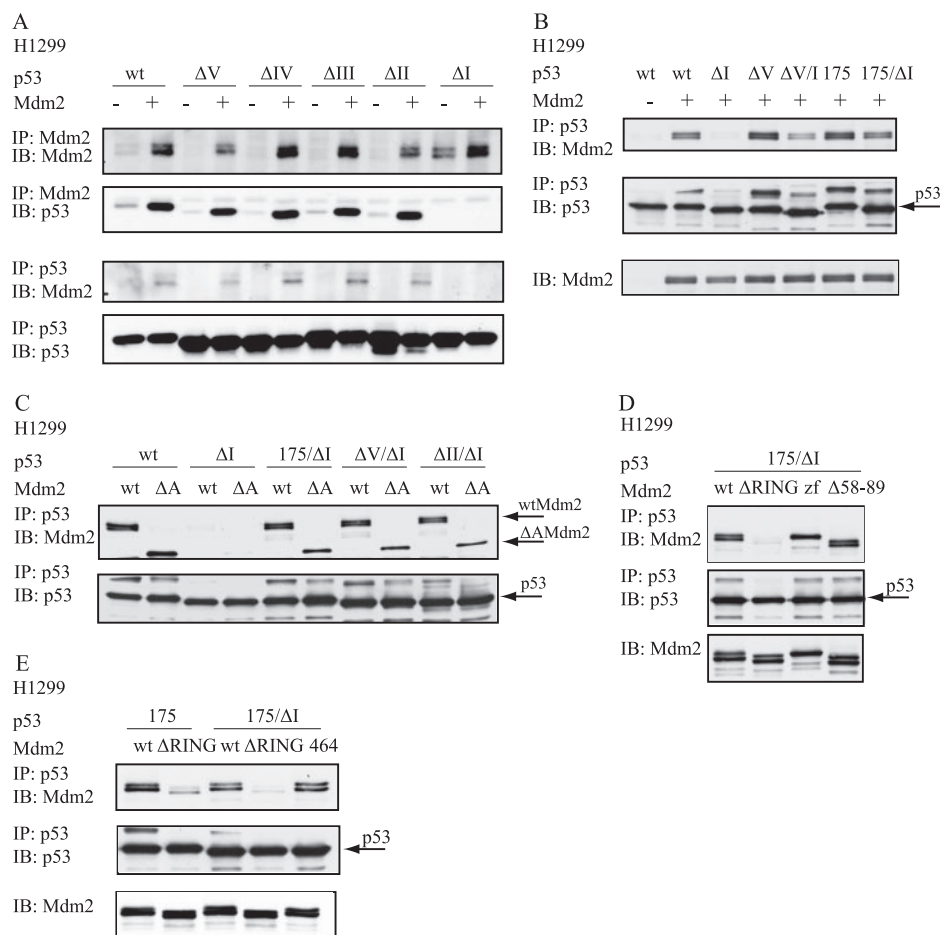 A
H1299
p53 wt ΔV ΔIV ΔIII ΔII ΔI
Mdm2 - + - + - + - + - + - +
IP: Mdm2
IB: Mdm2
IP: Mdm2
IB: p53
IP: p53
IB: Mdm2
IP: p53
IB: p53
B
H1299
p53 wt wt ΔI ΔV ΔV/I 175 175/ΔI
Mdm2 - + + + + + +
IP: p53
IB: Mdm2
IP: p53
IB: p53
p53
IB: Mdm2
C
H1299
p53 wt ΔI 175/ΔI ΔV/ΔI ΔII/ΔI
Mdm2 wt ΔA wt ΔA wt ΔA wt ΔA wt ΔA
IP: p53
IB: Mdm2
wtMdm2
ΔAMdm2
IP: p53
IB: p53
p53
D
H1299
p53 175/ΔI
Mdm2 wt ΔRING zf Δ58-89
IP: p53
IB: Mdm2
IP: p53
IB: p53
p53
IB: Mdm2
E
H1299
p53 175 175/ΔI
Mdm2 wt ΔRING wt ΔRING 464
IP: p53
IB: Mdm2
IP: p53
IB: p53
p53
IB: Mdm2